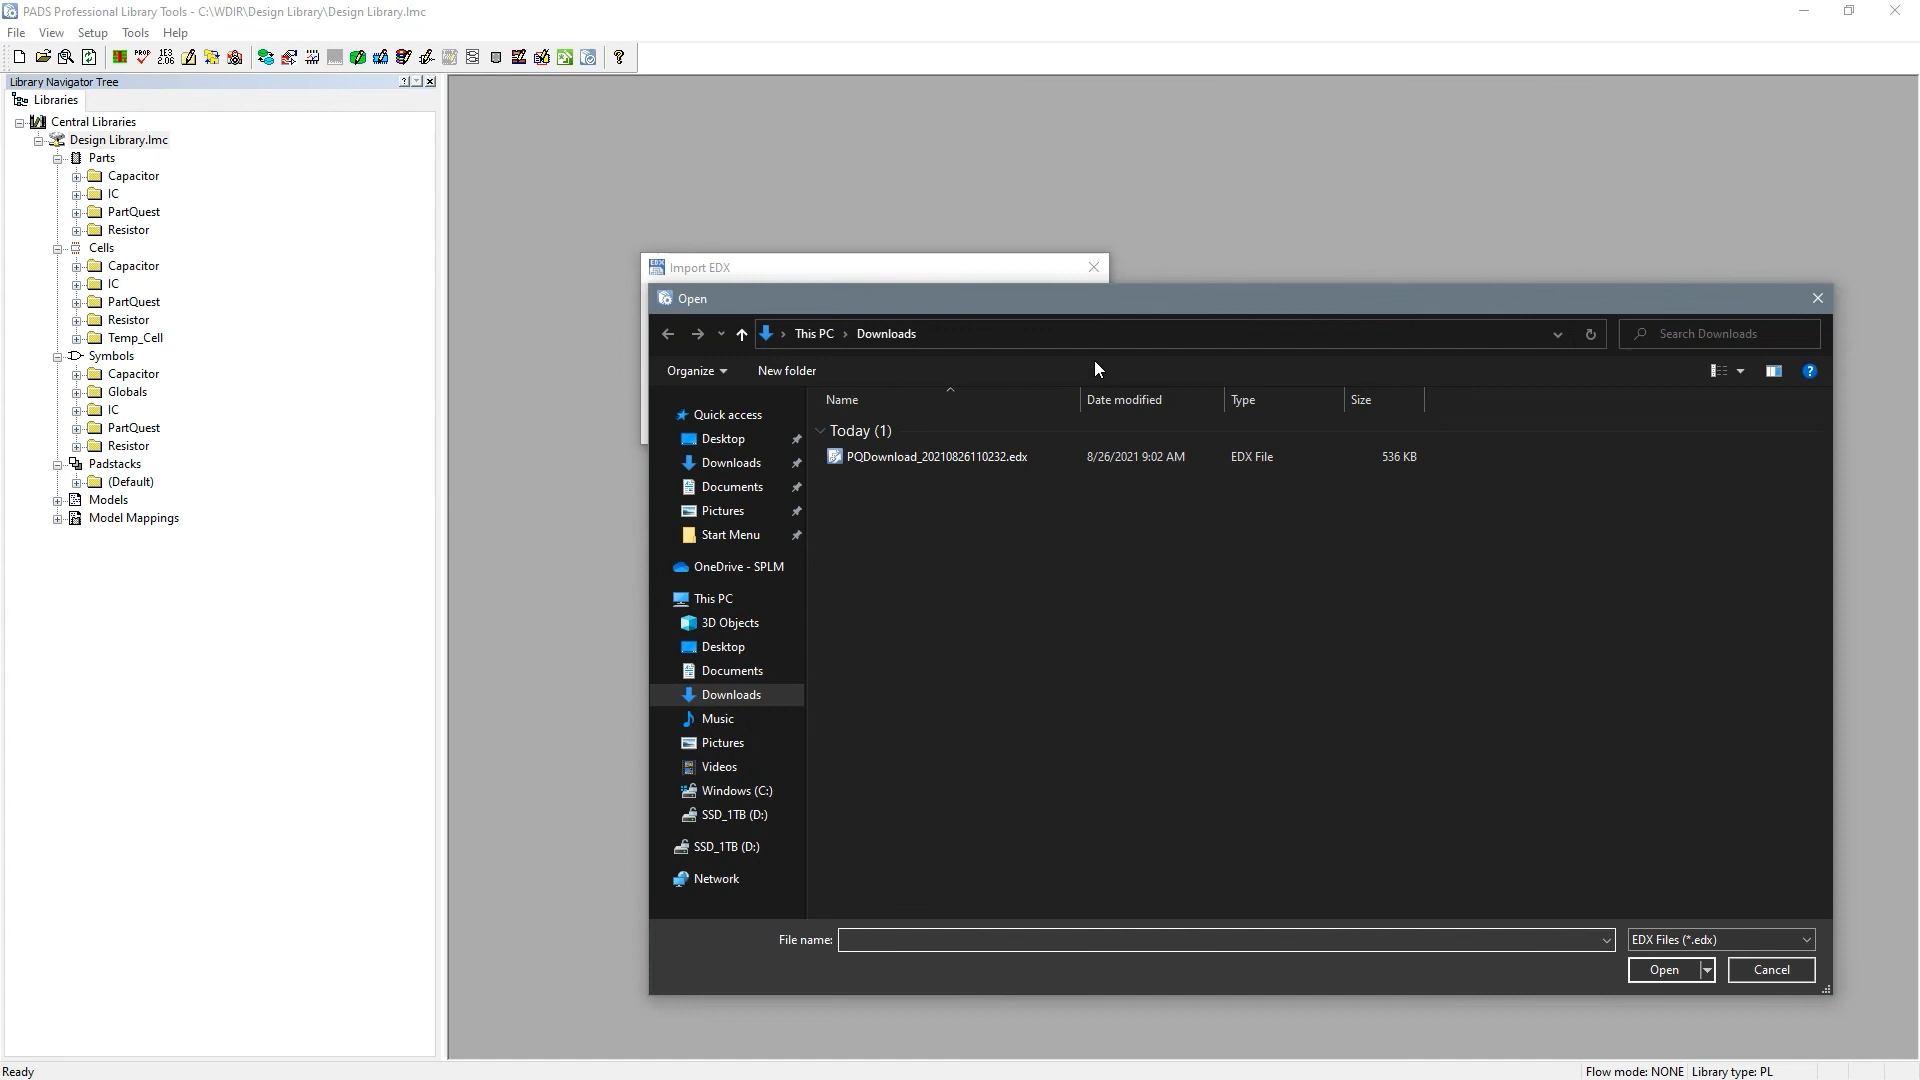 PADS Professional Library Tools - C:\WDIR\Design Library\Design Library.lmc
File View Setup Tools Help
Library Navigator Tree
Libraries
Central Libraries
Design Library.lmc
Parts
Capacitor
IC
PartQuest
Resistor
Cells
Capacitor
IC
PartQuest
Resistor
Temp_Cell
Symbols
Capacitor
Globals
IC
PartQuest
Resistor
Padstacks
(Default)
Models
Model Mappings
Import EDX
Open
This PC > Downloads
Search Downloads
Organize New folder
Name Date modified Type Size
Today (1)
PQDownload_20210826110232.edx 8/26/2021 9:02 AM EDX File 536 KB
Quick access
Desktop
Downloads
Documents
Pictures
Start Menu
OneDrive - SPLM
This PC
3D Objects
Desktop
Documents
Downloads
Music
Pictures
Videos
Windows (C:)
SSD_1TB (D:)
SSD_1TB (D:)
Network
File name: EDX Files (*.edx)
Open Cancel
Ready Flow mode: NONE Library type: PL